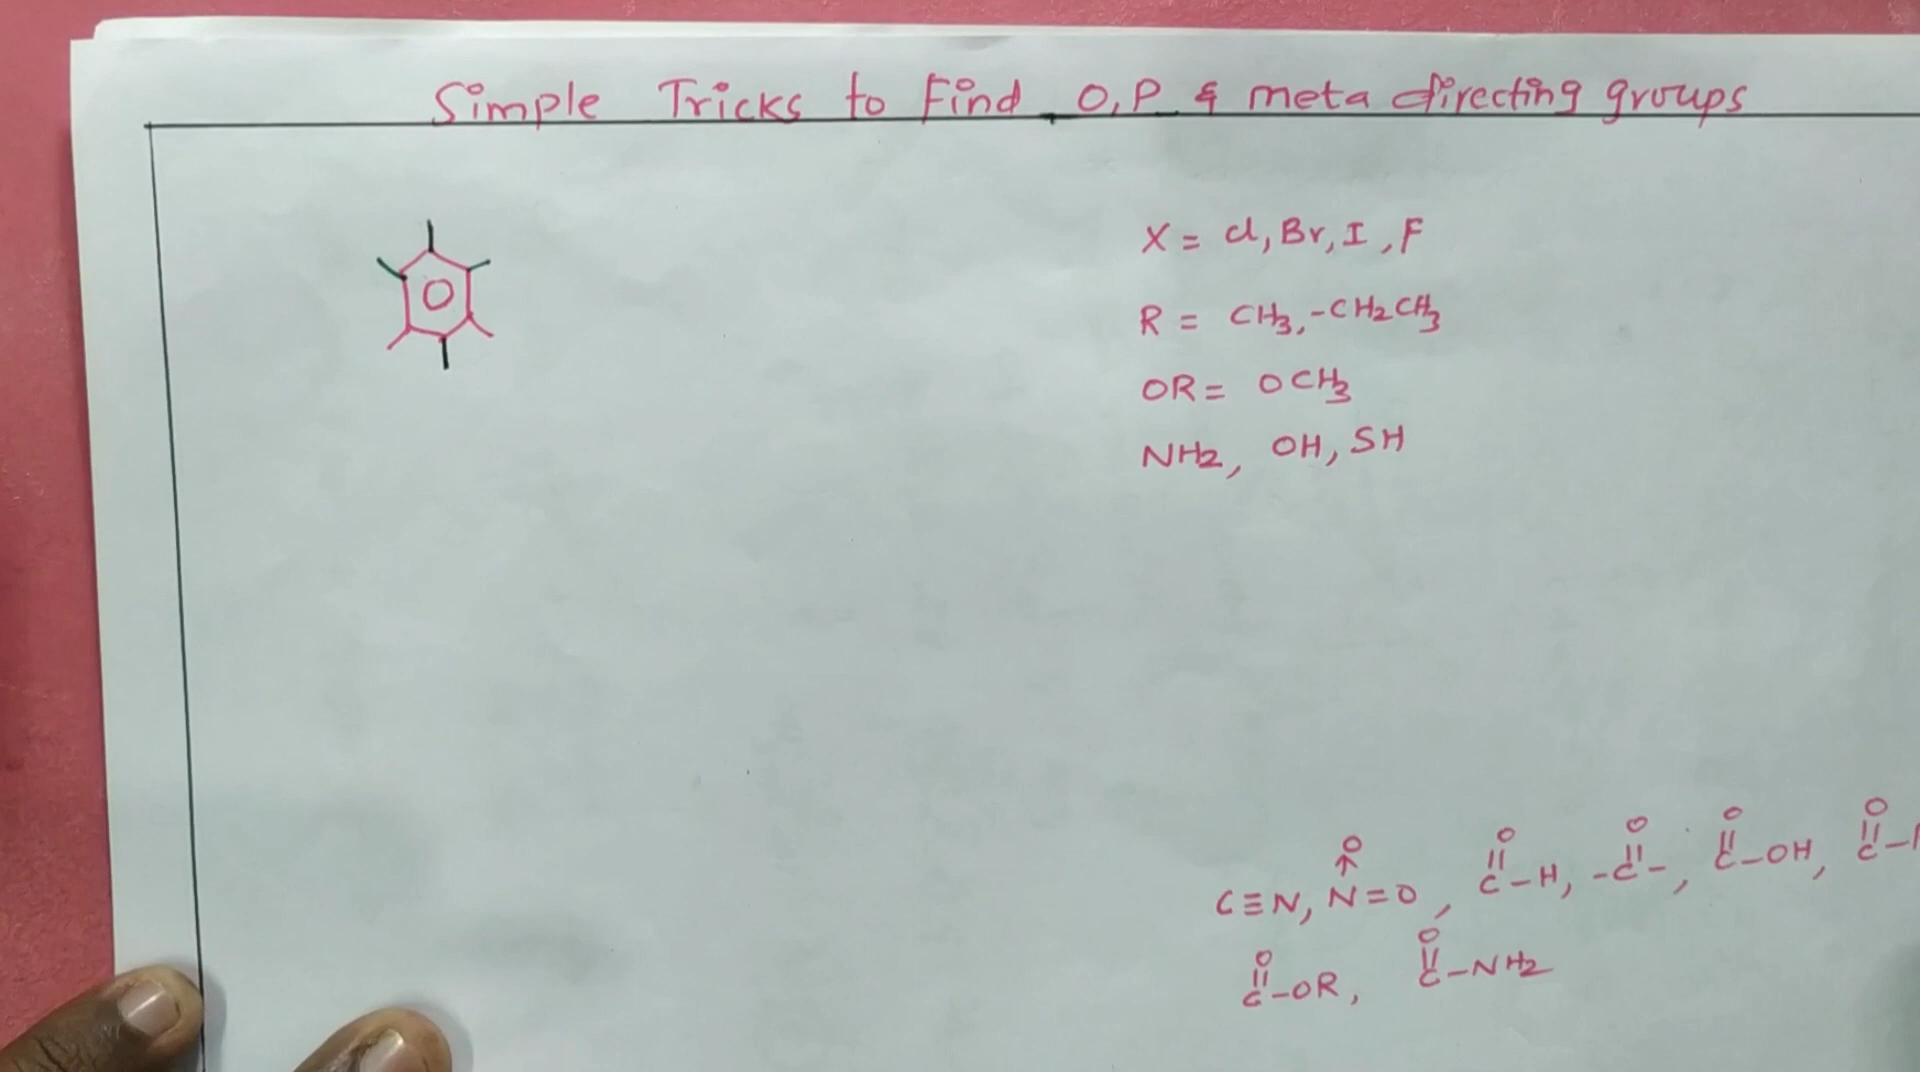 Simple Tricks to Find O,P & meta directing groups
X = Cl, Br, I, F
R = CH3, -CH2CH3
OR = OCH3
NH2, OH, SH
O O O O O O
C≡N, N=O, C-H, -C-, C-OH, C-
O O
C-OR, C-NH2